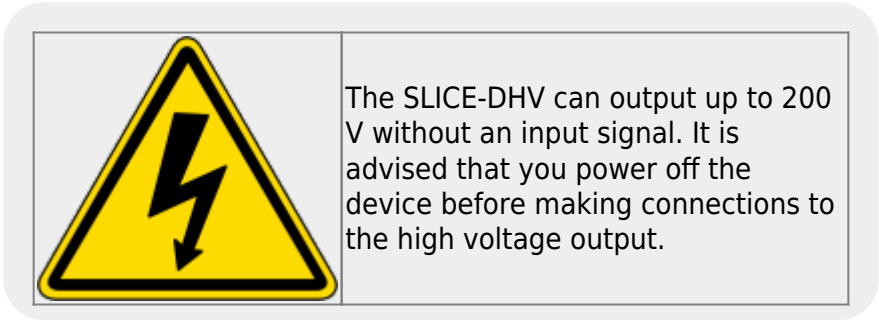 The SLICE-DHV can output up to 200
V without an input signal. It is
advised that you power off the
device before making connections to
the high voltage output.